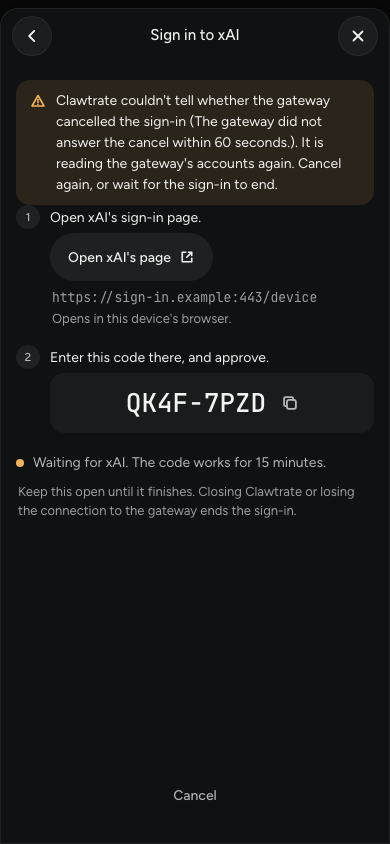 Sign in to xAI
Clawtrate couldn't tell whether the gateway
cancelled the sign-in (The gateway did not
answer the cancel within 60 seconds.). It is
reading the gateway's accounts again. Cancel
again, or wait for the sign-in to end.
1 Open xAI's sign-in page.
Open xAI's page
https://sign-in.example:443/device
Opens in this device's browser.
2 Enter this code there, and approve.
QK4F-7PZD
Waiting for xAI. The code works for 15 minutes.
Keep this open until it finishes. Closing Clawtrate or losing
the connection to the gateway ends the sign-in.
Cancel